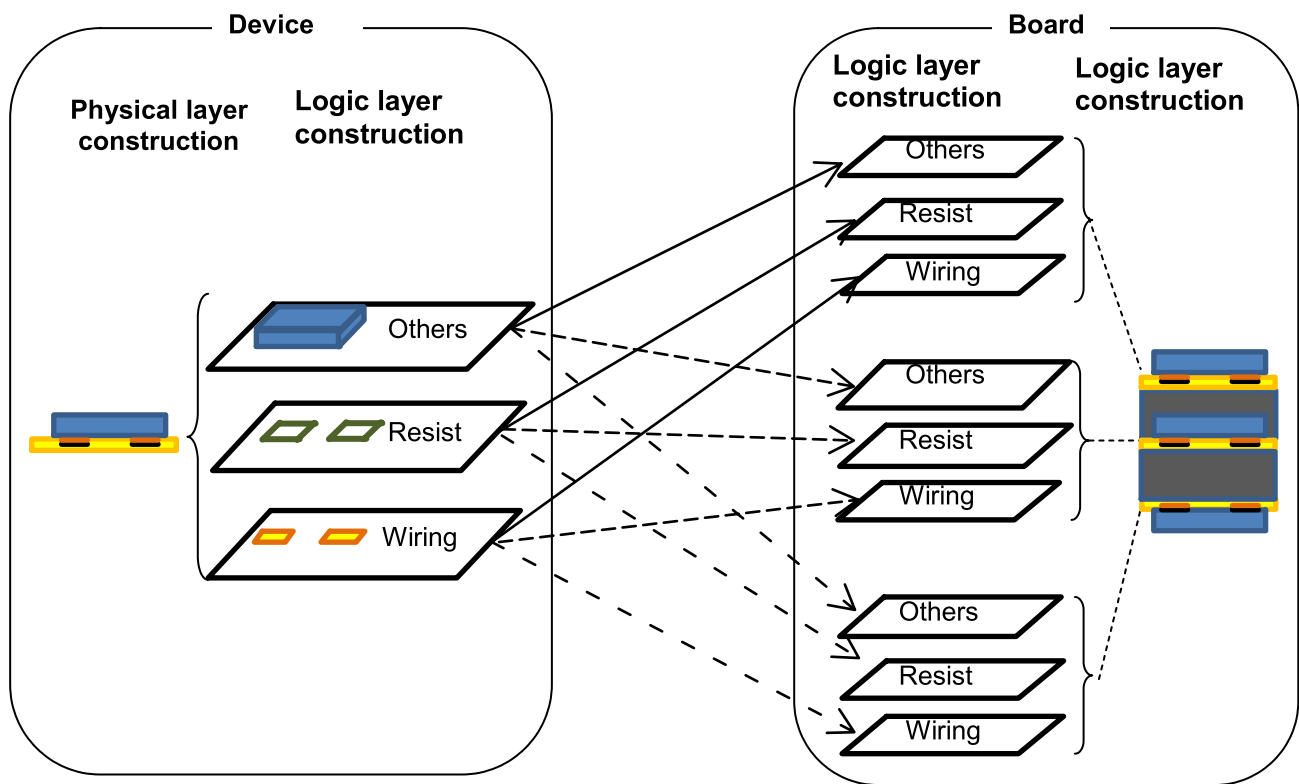 Device
Physical layer
construction
Logic layer
construction
Others
Resist
Wiring
Board
Logic layer
construction
Logic layer
construction
Others
Resist
Wiring
Others
Resist
Wiring
Others
Resist
Wiring